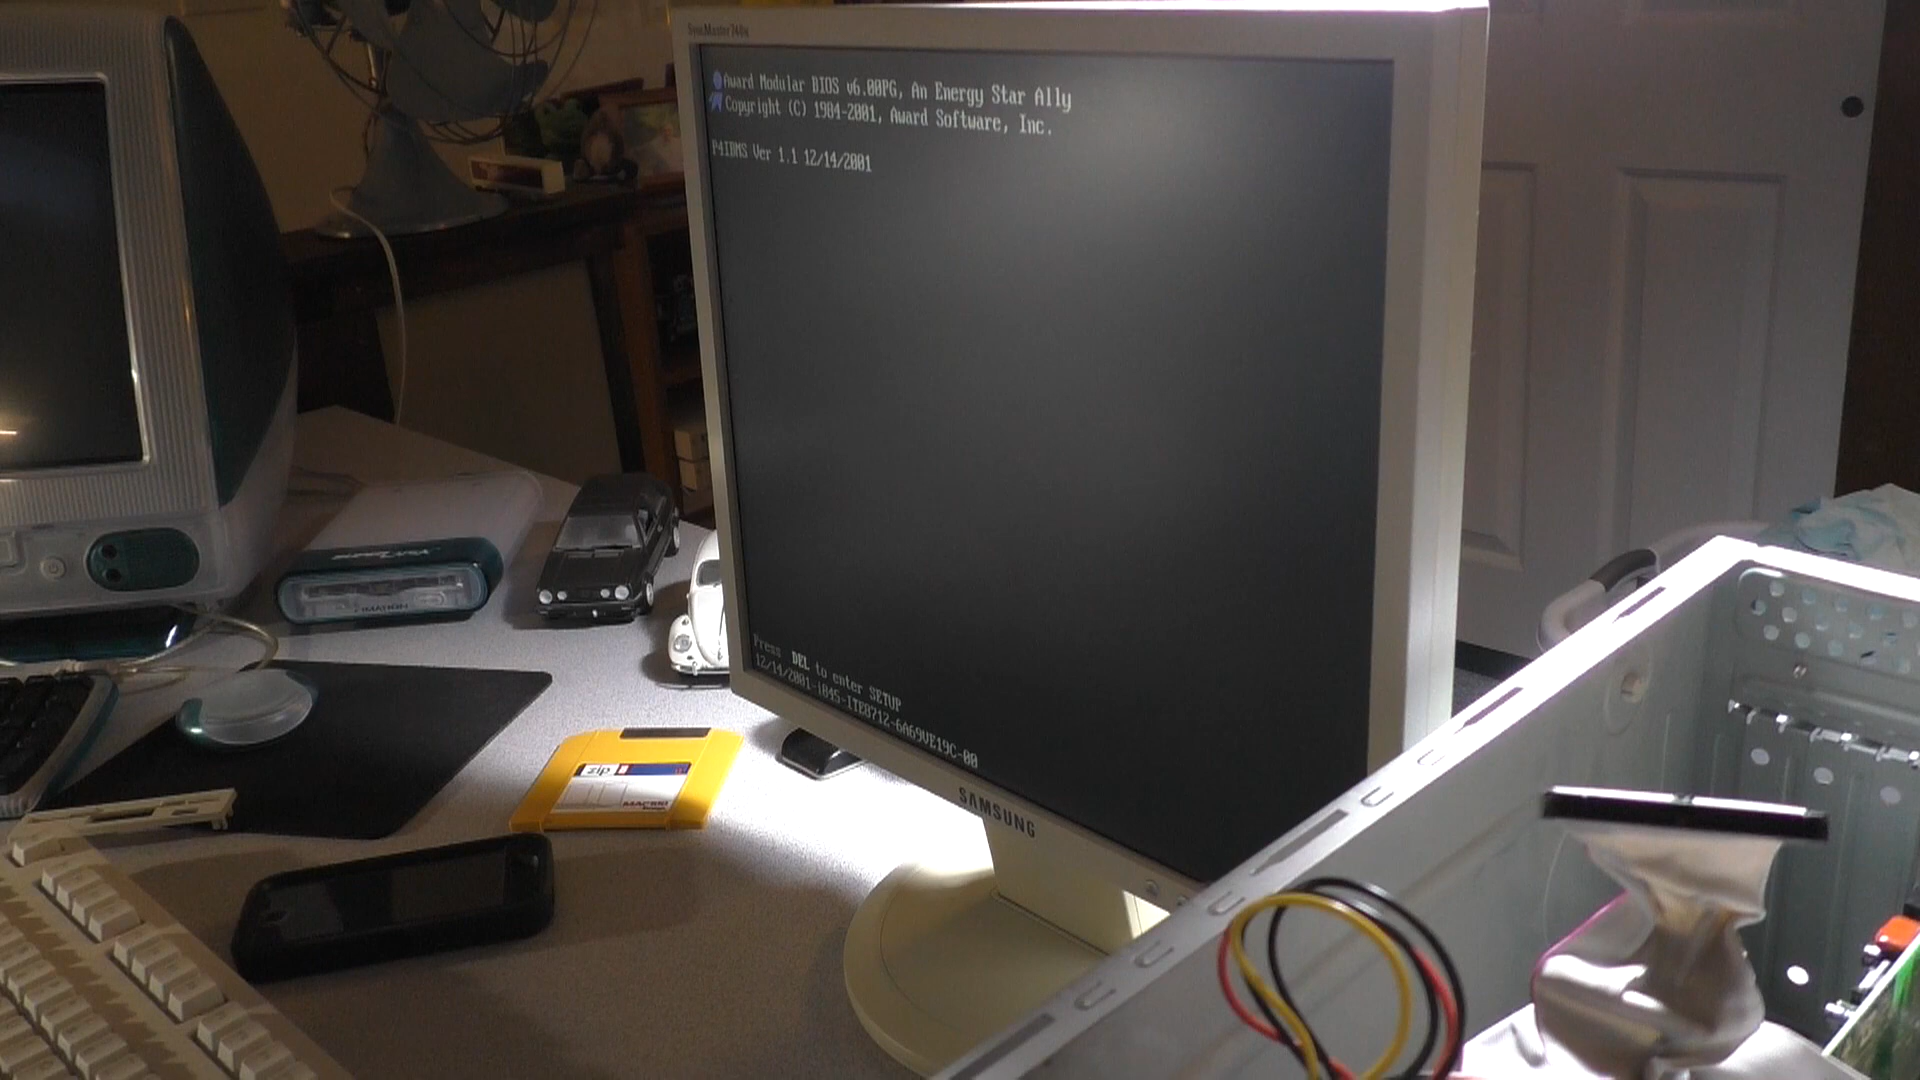 SyncMaster 740n
Award Modular BIOS v6.00PG, An Energy Star Ally
Copyright (C) 1984-2001, Award Software, Inc.
P4IBMS Ver 1.1 12/14/2001
Press DEL to enter SETUP
12/14/2001-i845-ITE8712-6A69VE19C-00
SAMSUNG
IMATION
zip